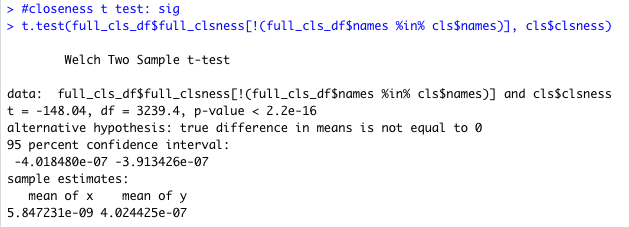 > #closeness t test: sig
> t.test(full_cls_df$full_clsness[!(full_cls_df$names %in% cls$names)], cls$clsness)
Welch Two Sample t-test
data:  full_cls_df$full_clsness[!(full_cls_df$names %in% cls$names)] and cls$clsness
t = -148.04, df = 3239.4, p-value < 2.2e-16
alternative hypothesis: true difference in means is not equal to 0
95 percent confidence interval:
 -4.018480e-07 -3.913426e-07
sample estimates:
   mean of x    mean of y
5.847231e-09 4.024425e-07